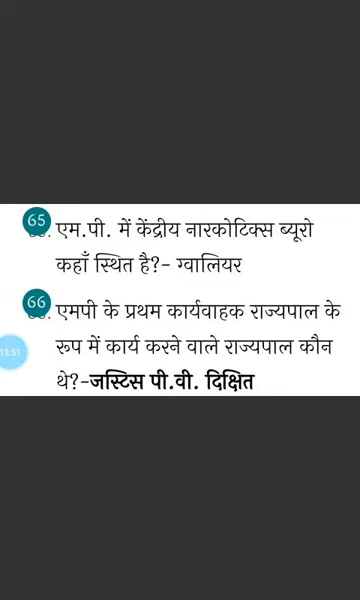 65 एम.पी. में केंद्रीय नारकोटिक्स ब्यूरो
कहाँ स्थित है?- ग्वालियर
66 एमपी के प्रथम कार्यवाहक राज्यपाल के
रूप में कार्य करने वाले राज्यपाल कौन
13:51
थे?-जस्टिस पी.वी. दिक्षित